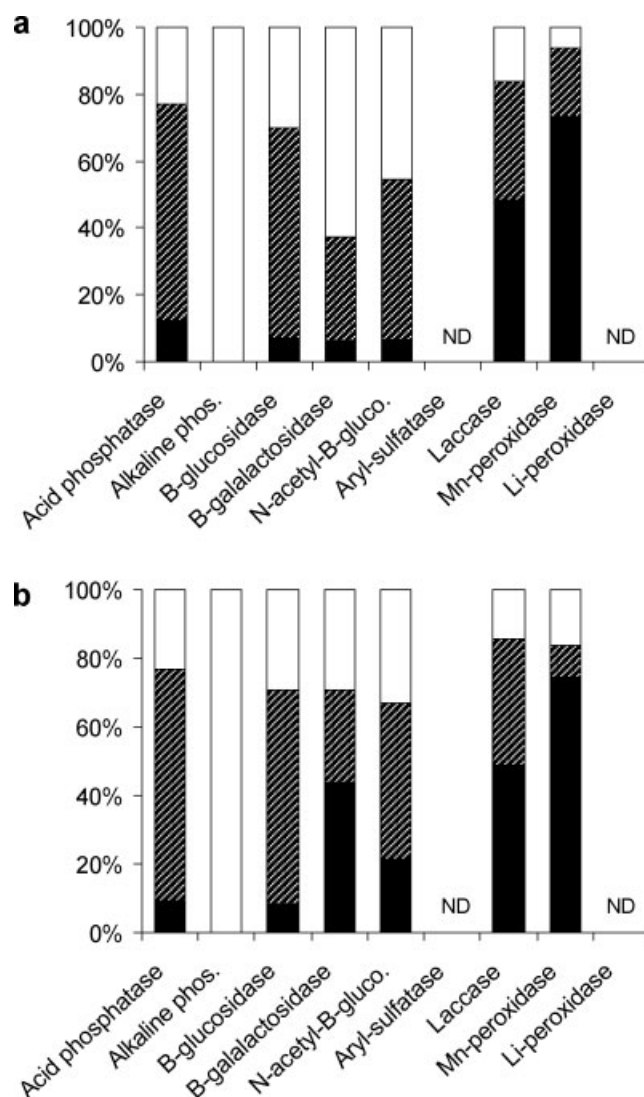 a
100%
80%
60%
40%
20%
0%
ND
ND
Acid phosphatase
Alkaline phos.
B-glucosidase
B-galalactosidase
N-acetyl-B-gluco.
Aryl-sulfatase
Laccase
Mn-peroxidase
Li-peroxidase
b
100%
80%
60%
40%
20%
0%
ND
ND
Acid phosphatase
Alkaline phos.
B-glucosidase
B-galalactosidase
N-acetyl-B-gluco.
Aryl-sulfatase
Laccase
Mn-peroxidase
Li-peroxidase